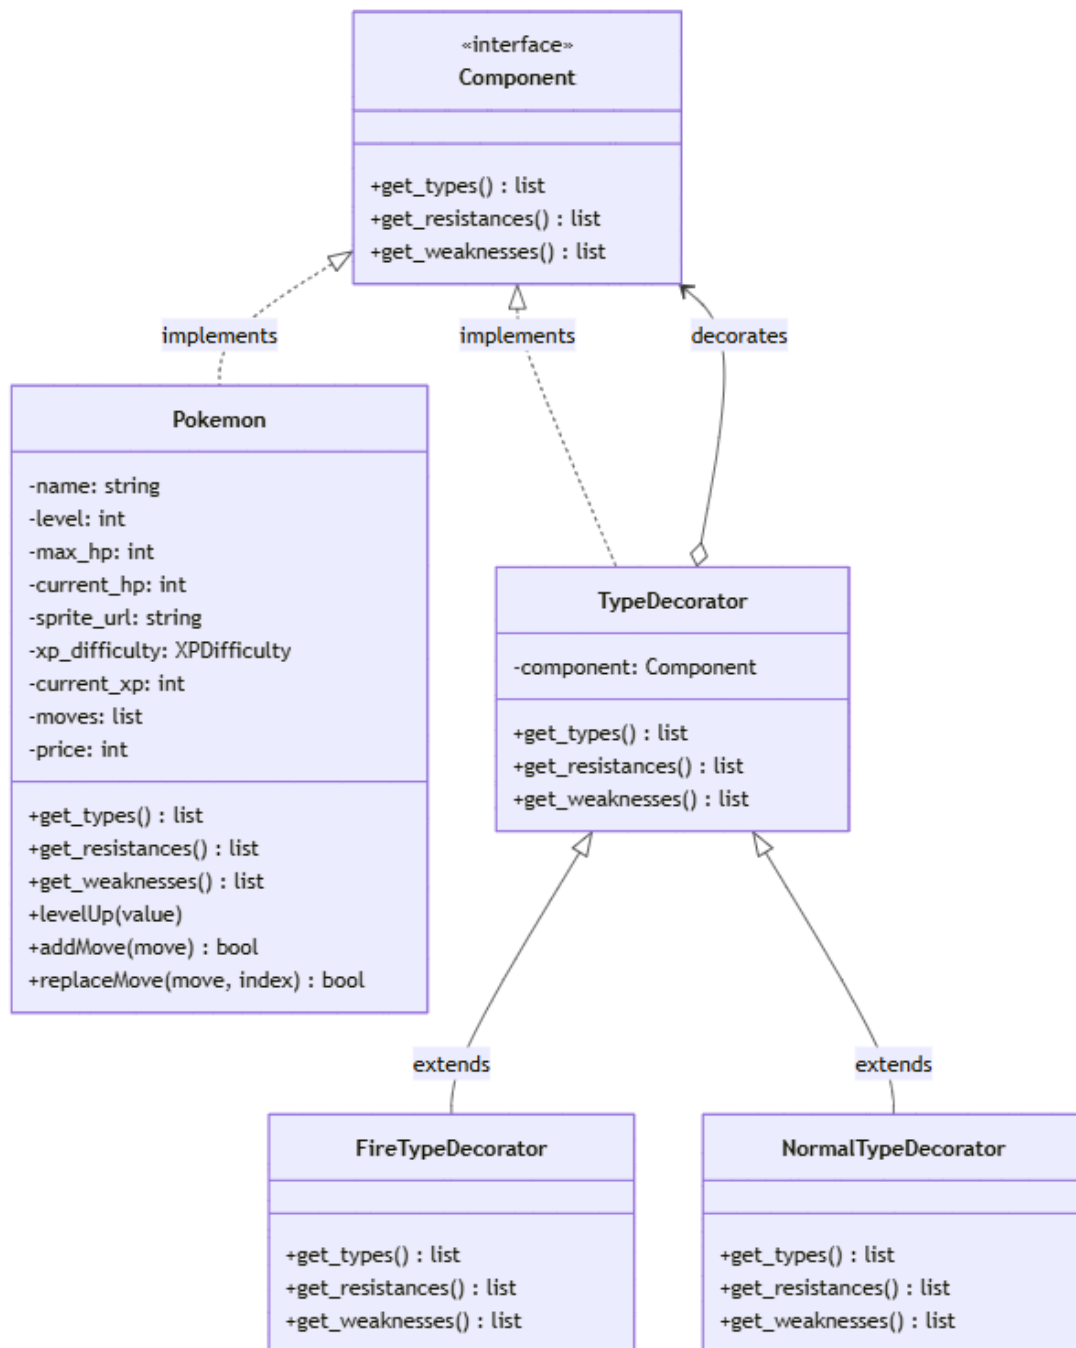 «interface»
Component
+get_types() : list
+get_resistances() : list
+get_weaknesses() : list
implements
implements
decorates
Pokemon
-name: string
-level: int
-max_hp: int
-current_hp: int
-sprite_url: string
-xp_difficulty: XPDifficulty
-current_xp: int
-moves: list
-price: int
+get_types() : list
+get_resistances() : list
+get_weaknesses() : list
+levelUp(value)
+addMove(move) : bool
+replaceMove(move, index) : bool
TypeDecorator
-component: Component
+get_types() : list
+get_resistances() : list
+get_weaknesses() : list
extends
extends
FireTypeDecorator
+get_types() : list
+get_resistances() : list
+get_weaknesses() : list
NormalTypeDecorator
+get_types() : list
+get_resistances() : list
+get_weaknesses() : list